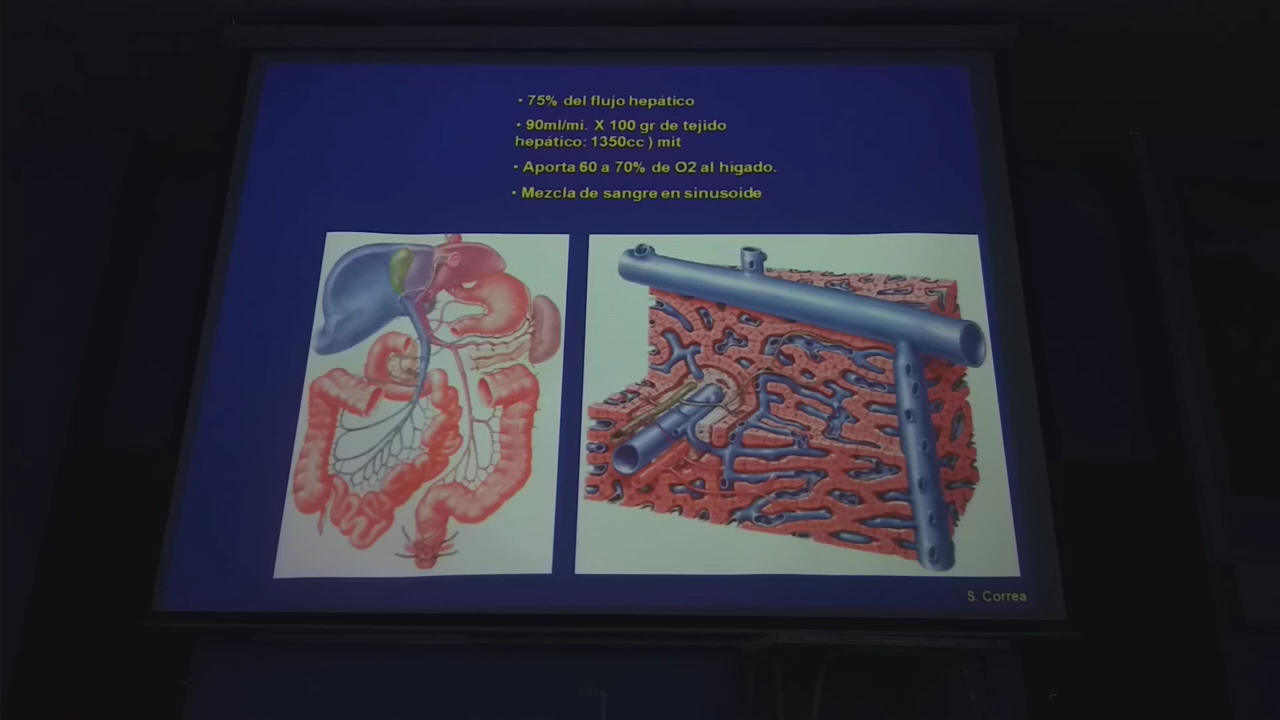 • 75% del flujo hepático
• 90ml/mi. X 100 gr de tejido
hepático: 1350cc ) mit
• Aporta 60 a 70% de O2 al higado.
• Mezcla de sangre en sinusoide
S. Correa